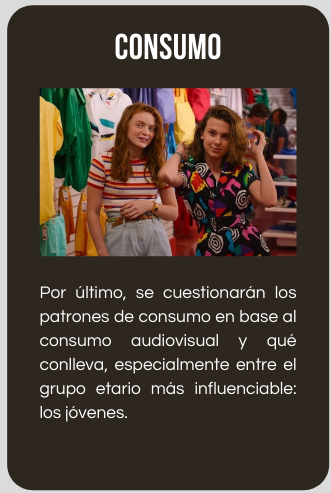 CONSUMO
Por último, se cuestionarán los
patrones de consumo en base al
consumo audiovisual y qué
conlleva, especialmente entre el
grupo etario más influenciable:
los jóvenes.